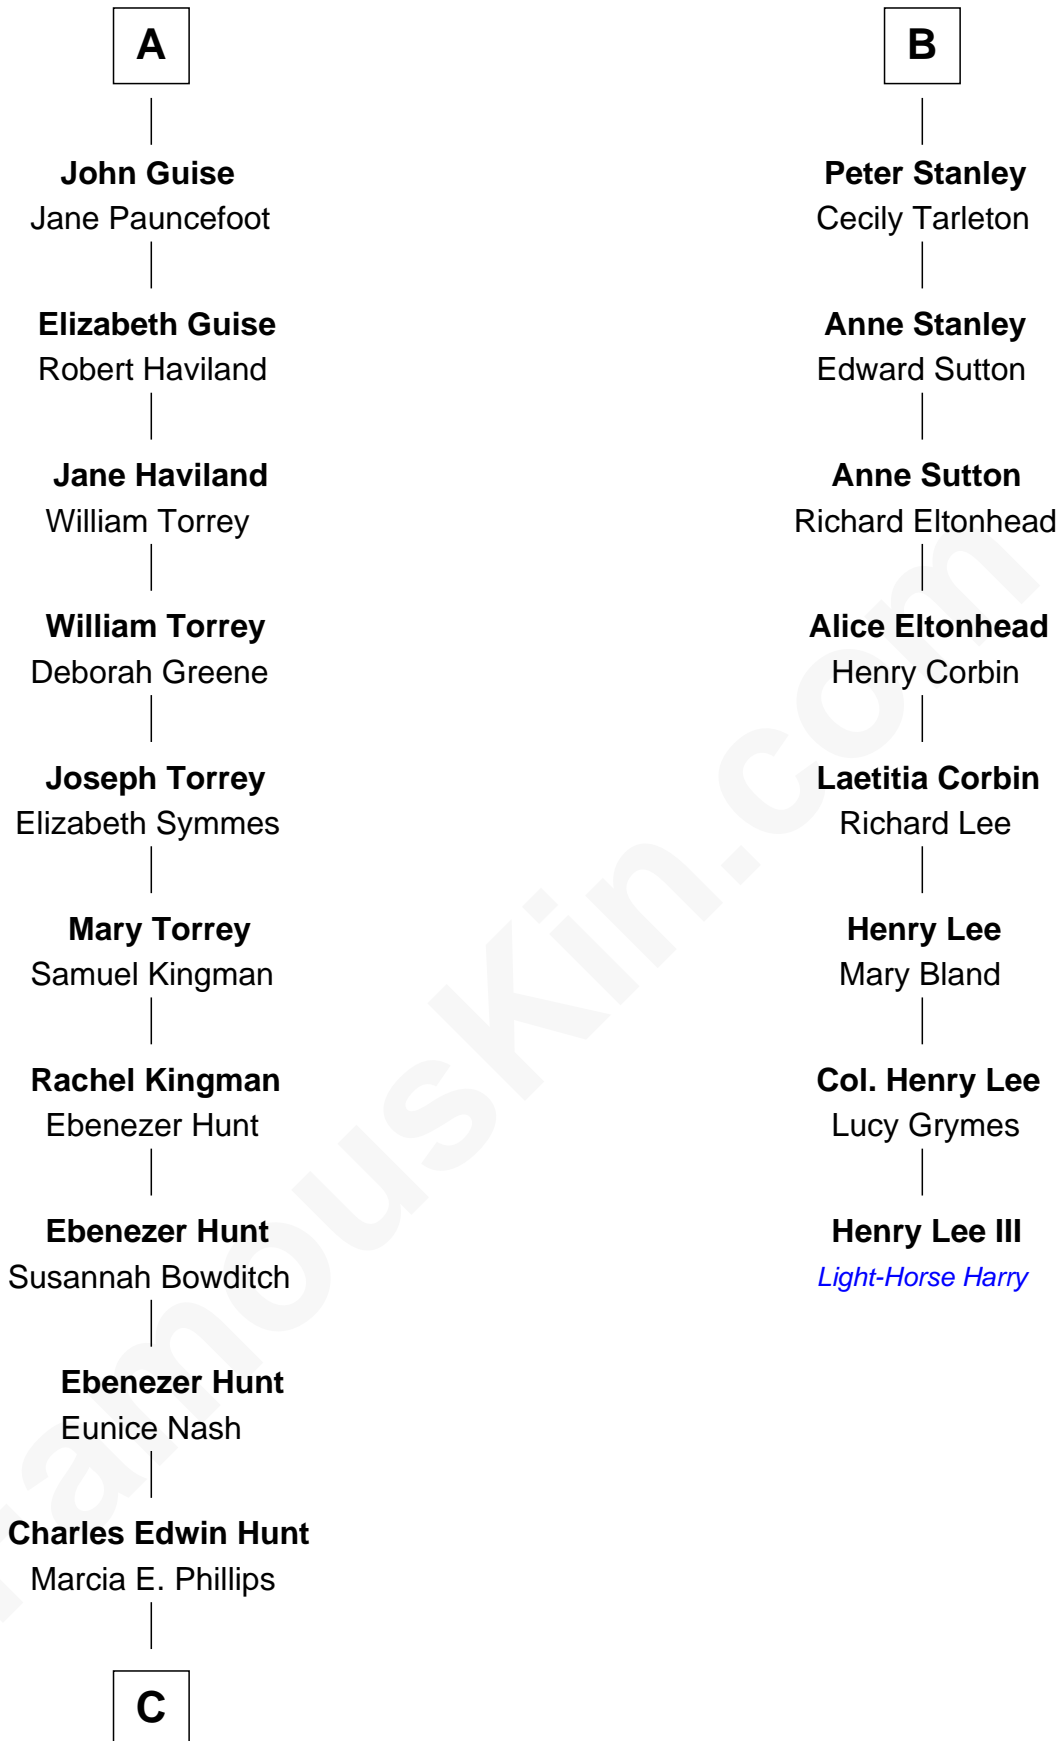 A
John Guise
Jane Pauncefoot
Elizabeth Guise
Robert Haviland
Jane Haviland
William Torrey
William Torrey
Deborah Greene
Joseph Torrey
Elizabeth Symmes
Mary Torrey
Samuel Kingman
Rachel Kingman
Ebenezer Hunt
Ebenezer Hunt
Susannah Bowditch
Ebenezer Hunt
Eunice Nash
Charles Edwin Hunt
Marcia E. Phillips
C
B
Peter Stanley
Cecily Tarleton
Anne Stanley
Edward Sutton
Anne Sutton
Richard Eltonhead
Alice Eltonhead
Henry Corbin
Laetitia Corbin
Richard Lee
Henry Lee
Mary Bland
Col. Henry Lee
Lucy Grymes
Henry Lee III
Light-Horse Harry
FamousKin.com